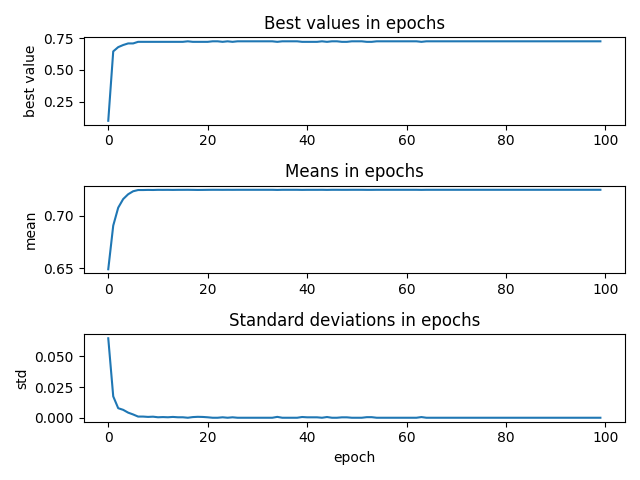 Best values in epochs
best value
0.75
0.50
0.25
0 20 40 60 80 100
Means in epochs
mean
0.70
0.65
0 20 40 60 80 100
Standard deviations in epochs
std
0.050
0.025
0.000
0 20 40 60 80 100
epoch